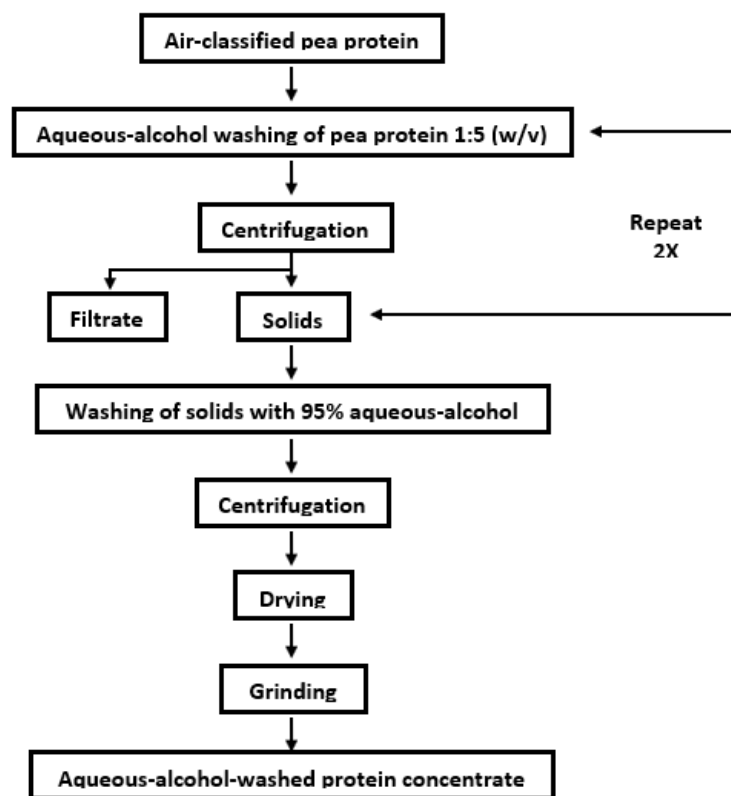 Air-classified pea protein
Aqueous-alcohol washing of pea protein 1:5 (w/v)
Centrifugation
Repeat
2X
Filtrate
Solids
Washing of solids with 95% aqueous-alcohol
Centrifugation
Drying
Grinding
Aqueous-alcohol-washed protein concentrate